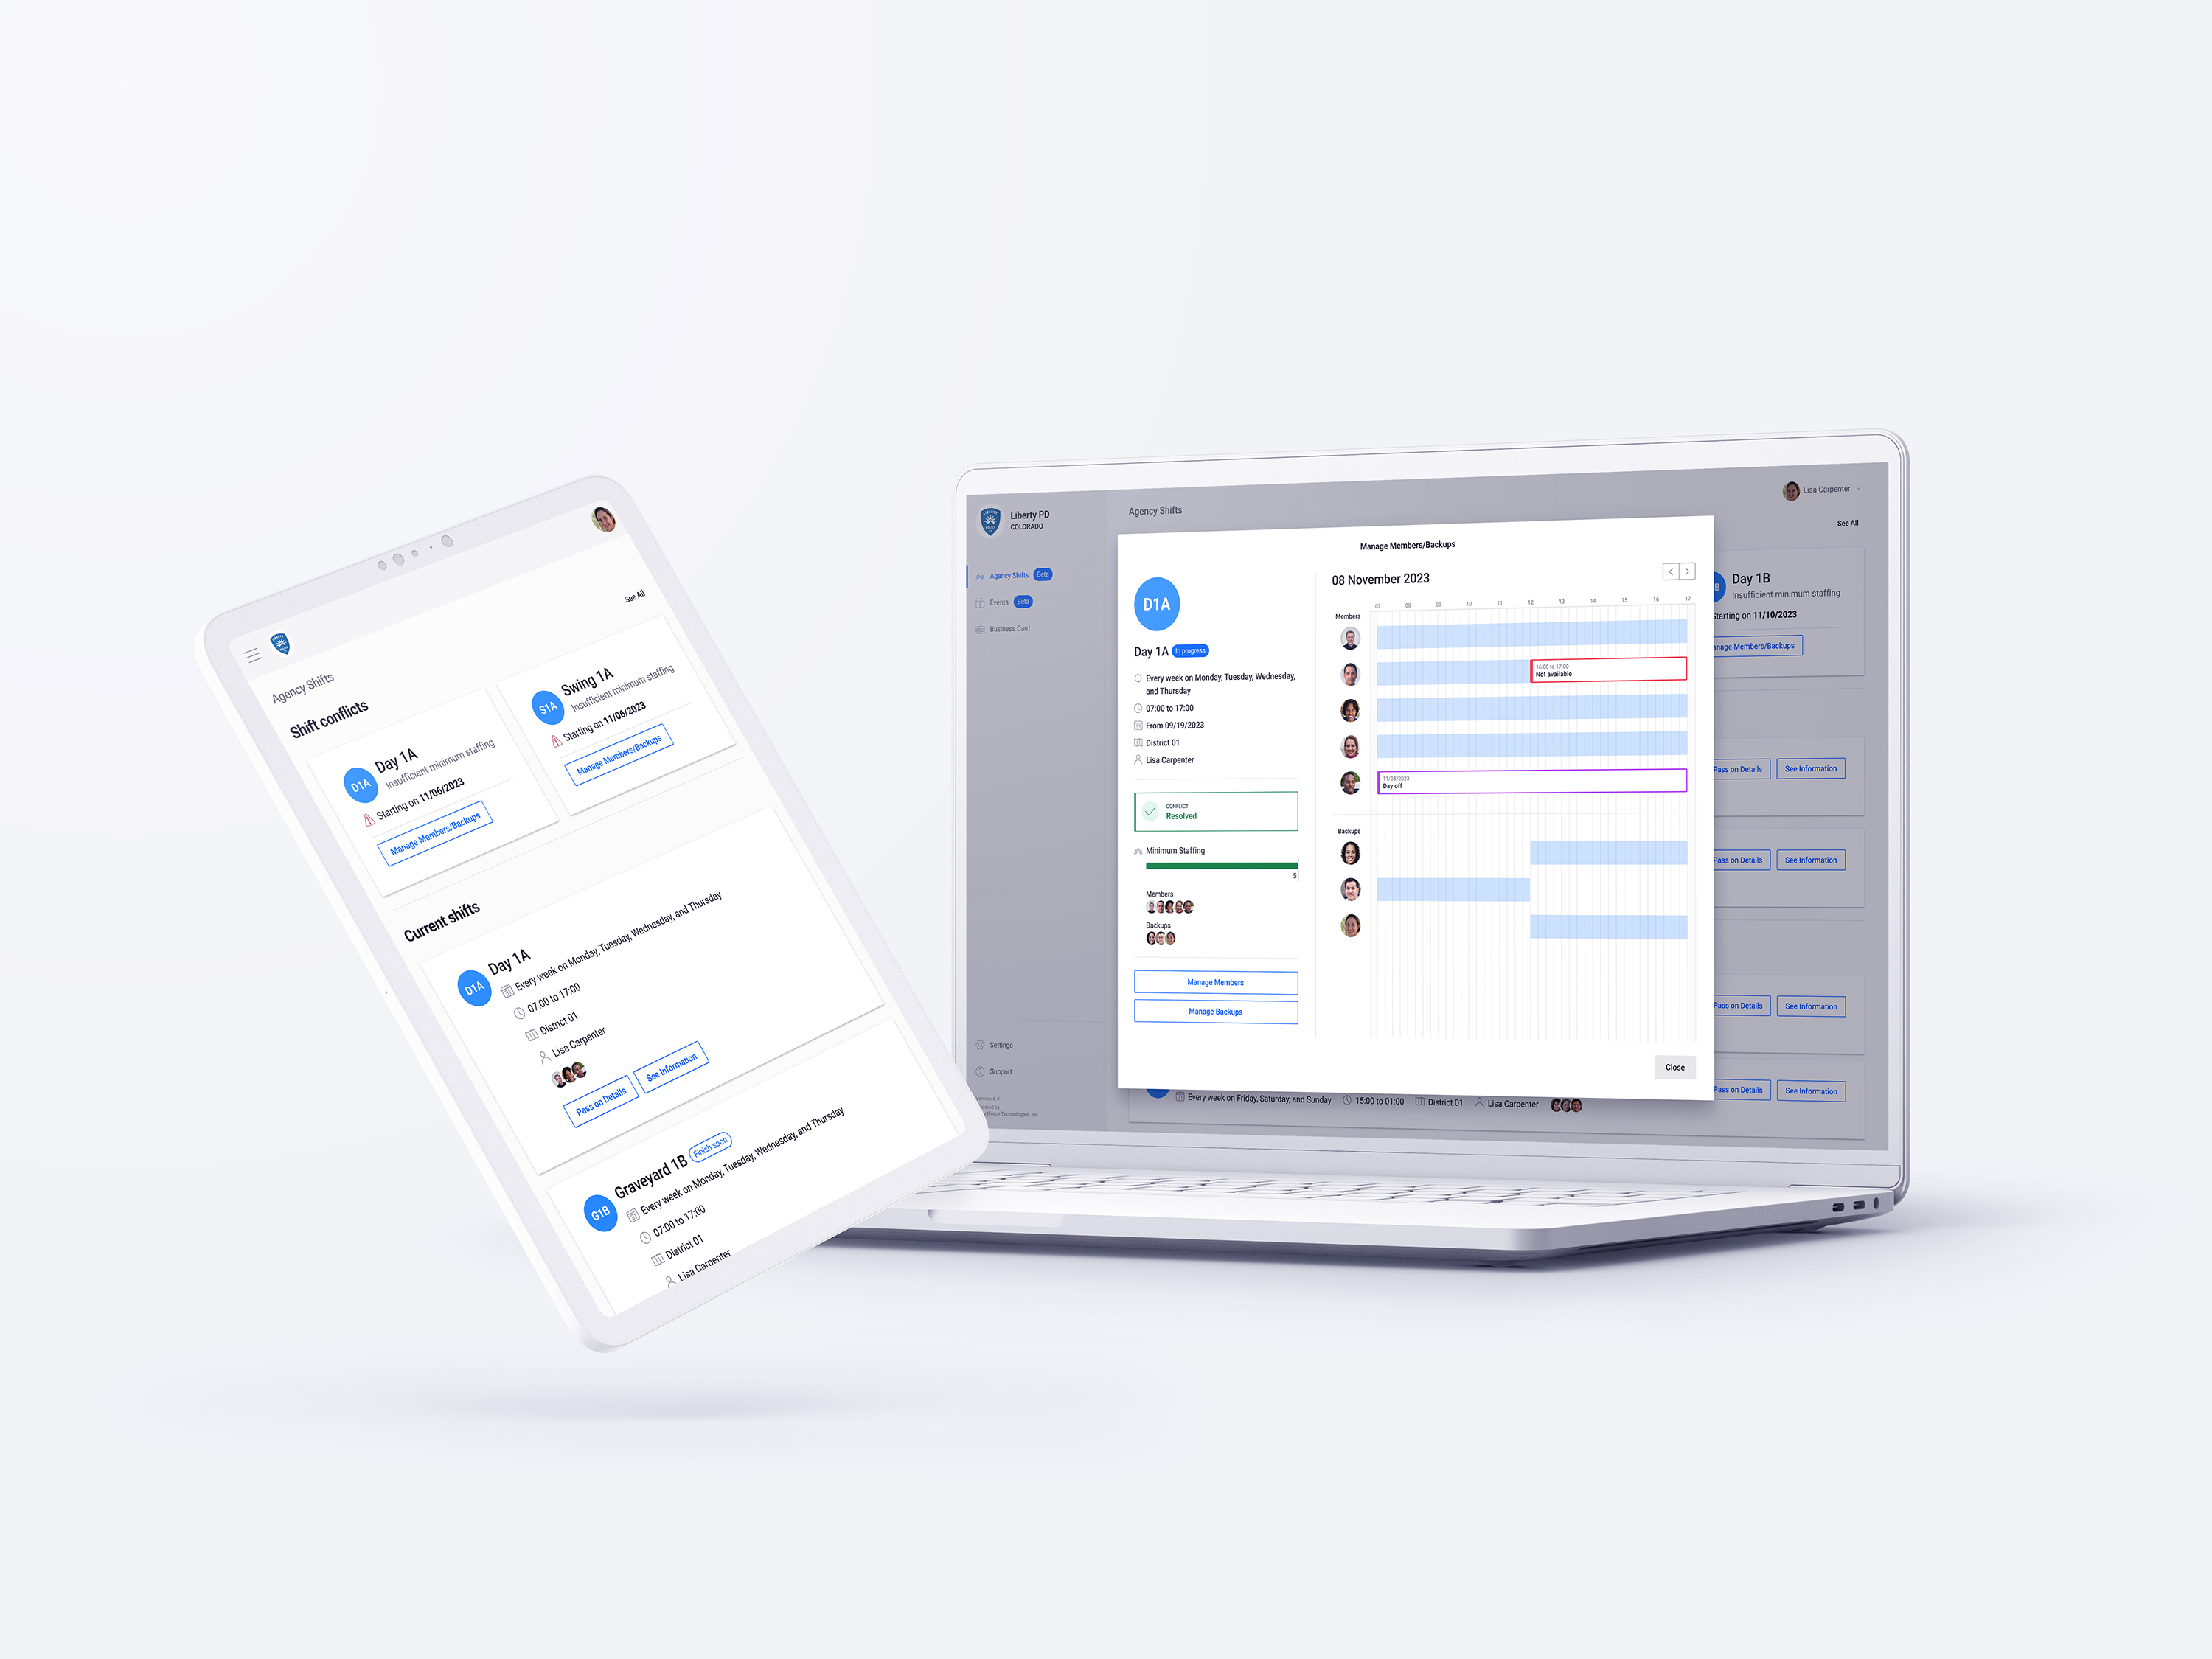 See All
Agency Shifts
Shift conflicts
D1A
Day 1A
Insufficient minimum staffing
Starting on 11/06/2023
Manage Members/Backups
S1A
Swing 1A
Insufficient minimum staffing
Starting on 11/06/2023
Manage Members/Backups
Current shifts
D1A
Day 1A
Every week on Monday, Tuesday, Wednesday, and Thursday
07:00 to 17:00
District 01
Lisa Carpenter
Pass on Details
See Information
G1B
Graveyard 1B
Finish soon
Every week on Monday, Tuesday, Wednesday, and Thursday
07:00 to 17:00
District 01
Lisa Carpenter
LIBERTY
Liberty PD
COLORADO
Agency Shifts Beta
Events Beta
Business Card
Settings
Support
Version #.#
Technologies, Inc.
Agency Shifts
Lisa Carpenter
See All
Manage Members/Backups
D1A
Day 1A In progress
Every week on Monday, Tuesday, Wednesday,
and Thursday
07:00 to 17:00
From 09/19/2023
District 01
Lisa Carpenter
CONFLICT
Resolved
Minimum Staffing
5
Members
Backups
Manage Members
Manage Backups
08 November 2023
07 08 09 10 11 12 13 14 15 16 17
Members
16:00 to 17:00
Not available
11/08/2023
Day off
Backups
Close
B
Day 1B
Insufficient minimum staffing
Starting on 11/10/2023
Manage Members/Backups
Pass on Details
See Information
Pass on Details
See Information
Pass on Details
See Information
Pass on Details
See Information
Every week on Friday, Saturday, and Sunday
15:00 to 01:00
District 01
Lisa Carpenter